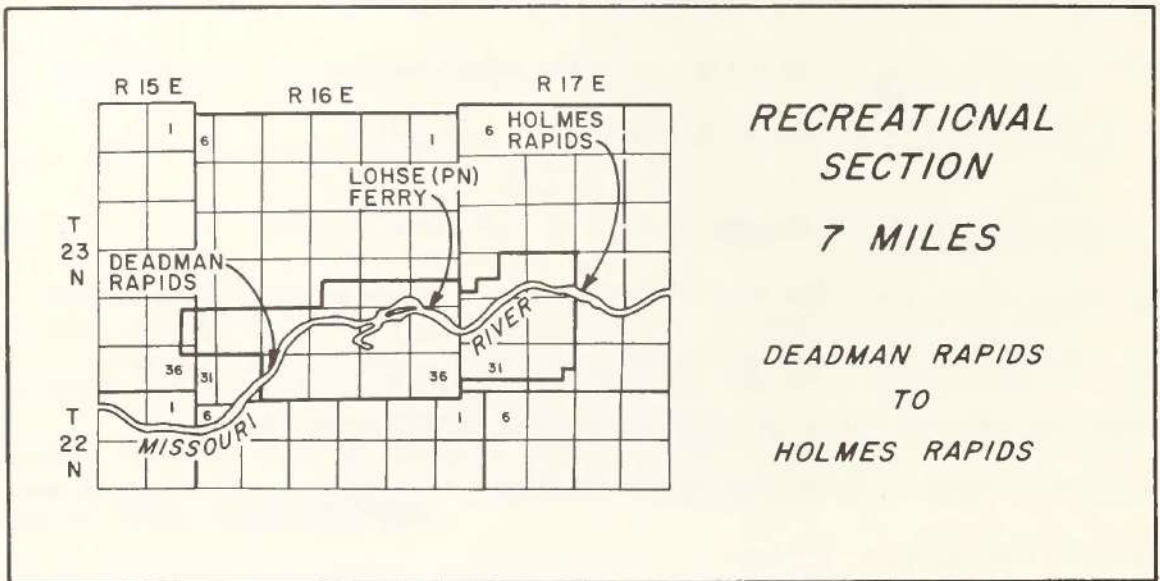 R 15 E
R 16 E
R 17 E
1
6
1
6
HOLMES
RAPIDS
LOHSE (PN)
FERRY
T
23
N
DEADMAN
RAPIDS
RIVER
36
31
36
31
1
6
1
6
MISSOURI
T
22
N
RECREATIONAL
SECTION
7 MILES
DEADMAN RAPIDS
TO
HOLMES RAPIDS